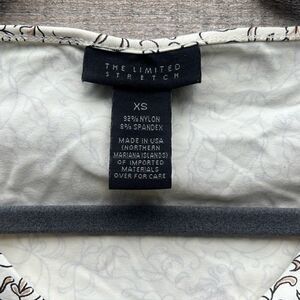 THE LIMITED
STRETCH
XS
92% NYLON
8% SPANDEX
MADE IN USA
(NORTHERN
MARIANA ISLANDS)
OF IMPORTED
MATERIALS
OVER FOR CARE